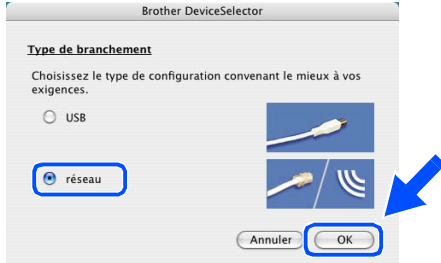 Brother DeviceSelector
Type de branchement
Choisissez le type de configuration convenant le mieux à vos
exigences.
USB
réseau
Annuler
OK